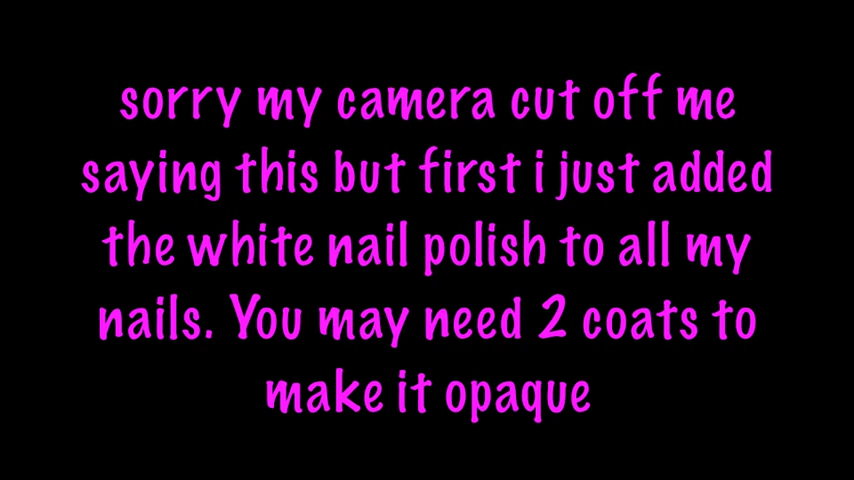 sorry my camera cut off me
saying this but first i just added
the white nail polish to all my
nails. You may need 2 coats to
make it opaque